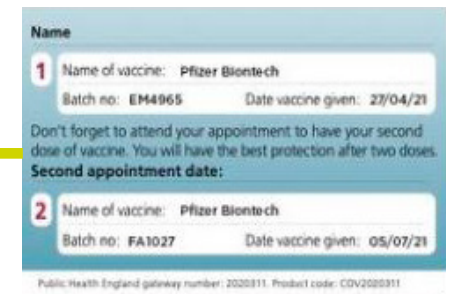 Name
1 Name of vaccine: Pfizer Biontech
Batch no: EM4965 Date vaccine given: 27/04/21
Don't forget to attend your appointment to have your second
dose of vaccine. You will have the best protection after two doses.
Second appointment date:
2 Name of vaccine: Pfizer Biontech
Batch no: FA1027 Date vaccine given: 05/07/21
Public Health England gateway number: 2020311. Product code: COV2020311